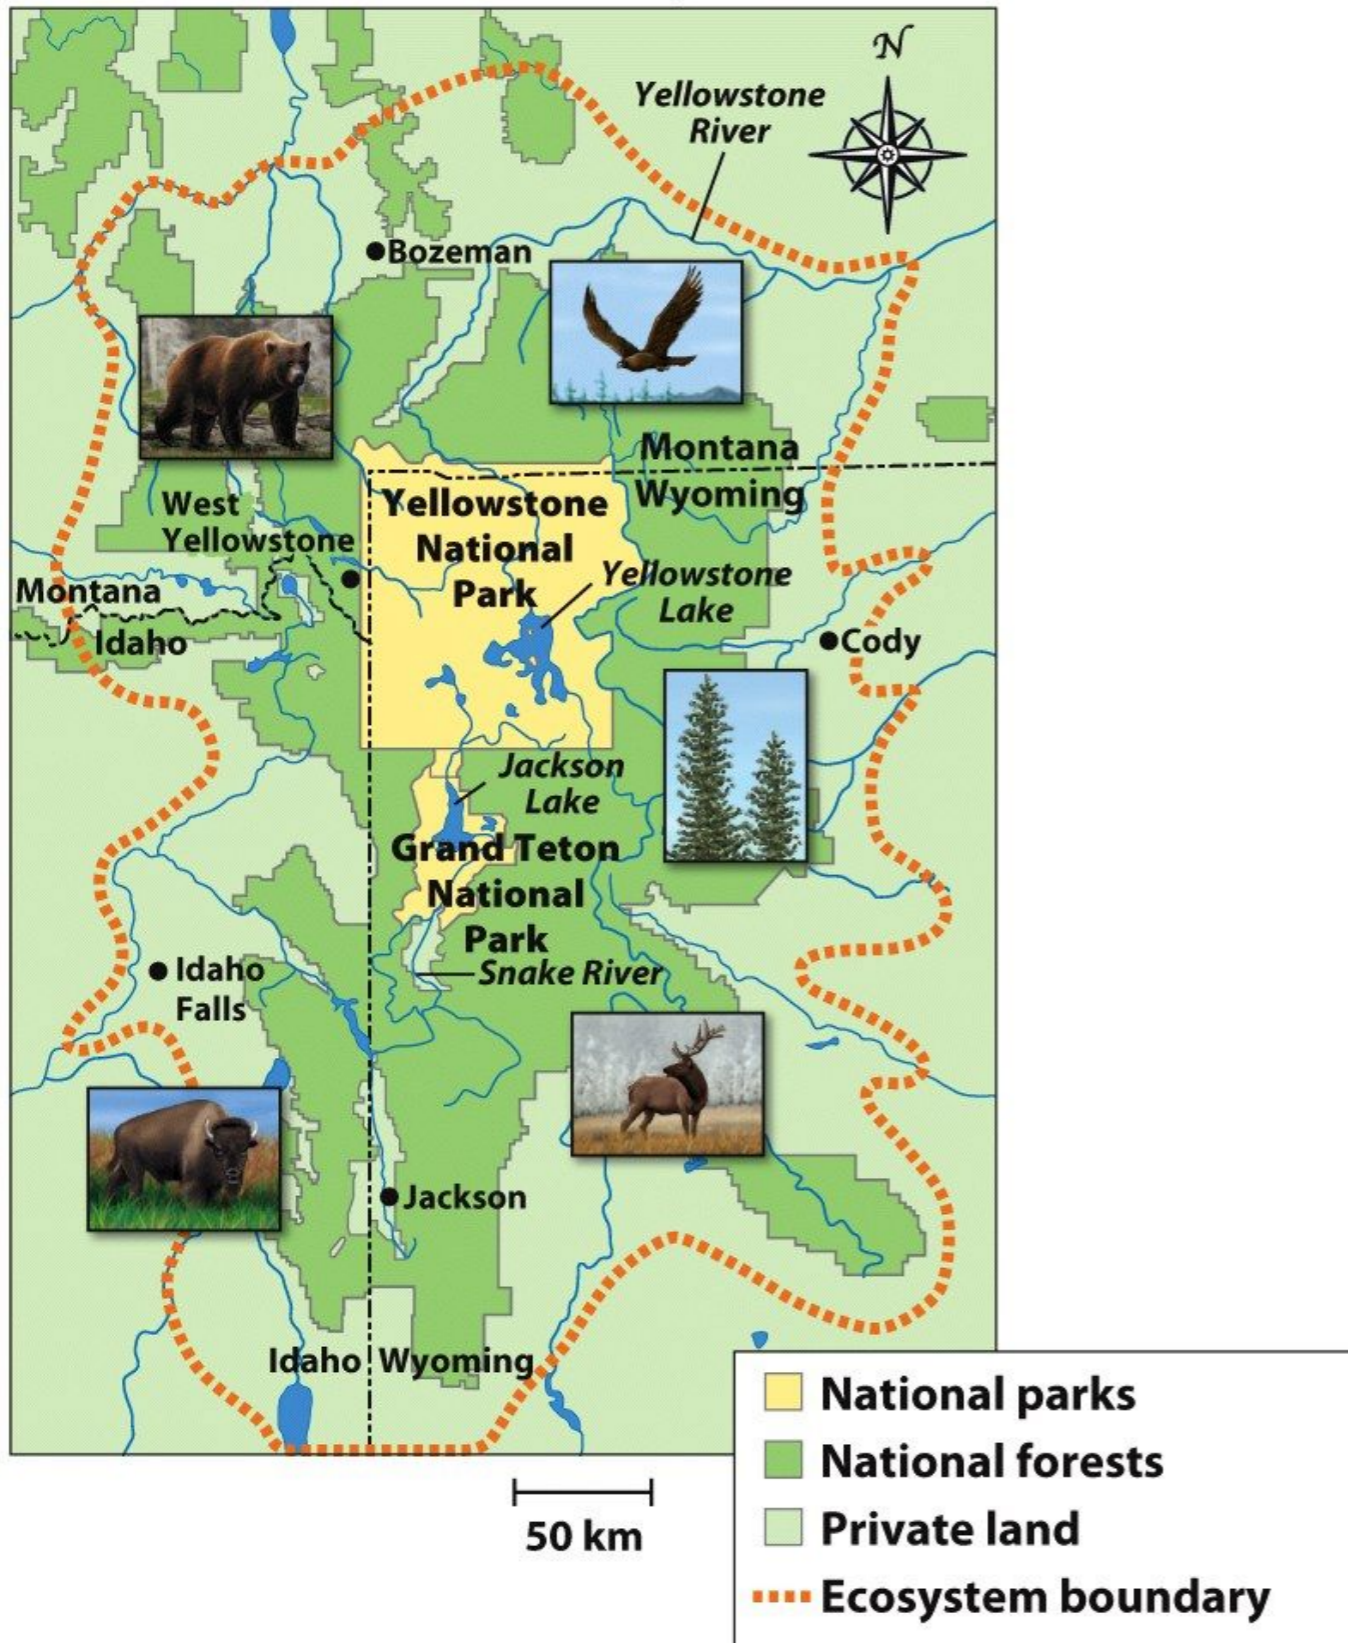 N
Yellowstone
River
Bozeman
Montana
Wyoming
West
Yellowstone
Yellowstone
National
Park
Yellowstone
Lake
Montana
Idaho
Cody
Jackson
Lake
Grand Teton
National
Park
Snake River
Idaho
Falls
Jackson
Idaho
Wyoming
National parks
National forests
Private land
Ecosystem boundary
50 km